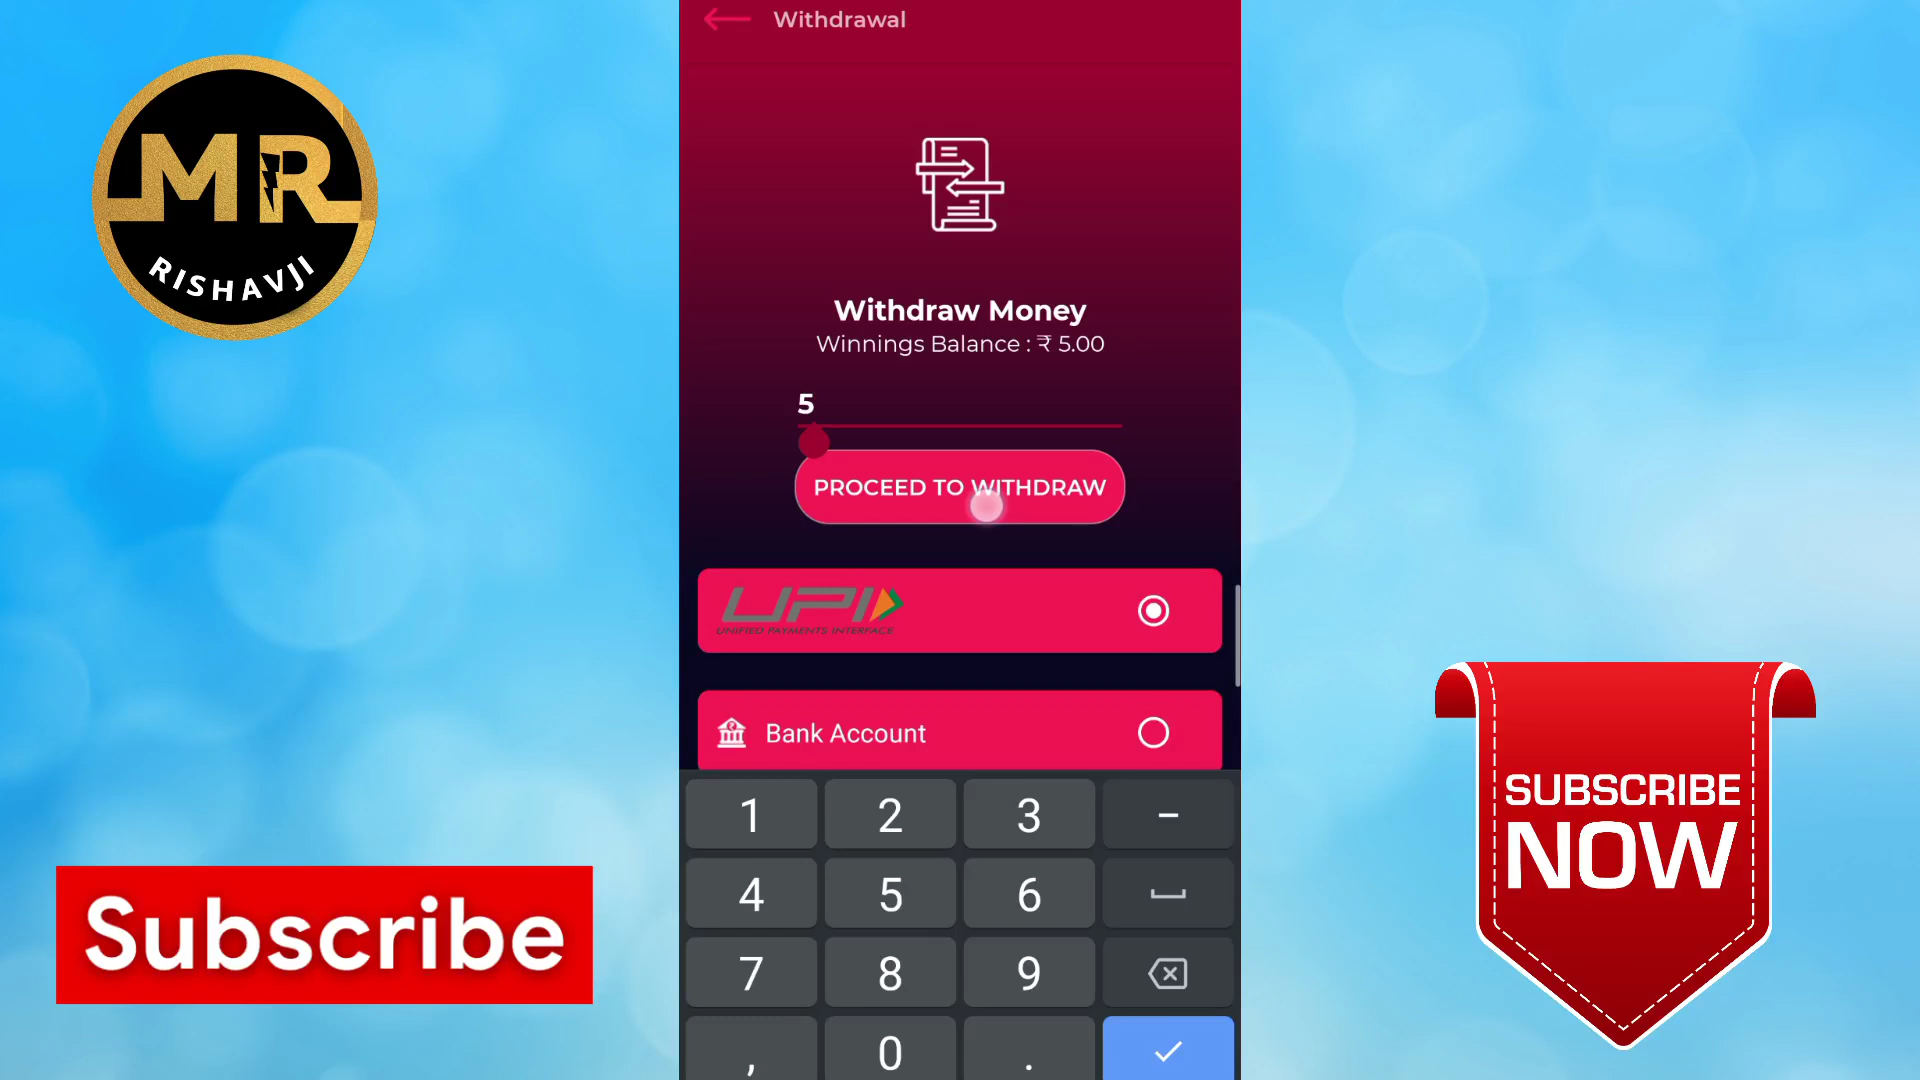 Withdrawal
MR
RISHAVJI
Withdraw Money
Winnings Balance : ₹ 5.00
5
PROCEED TO WITHDRAW
UPI
UNIFIED PAYMENTS INTERFACE
Bank Account
1 2 3 -
4 5 6
7 8 9
, 0 .
Subscribe
SUBSCRIBE
NOW